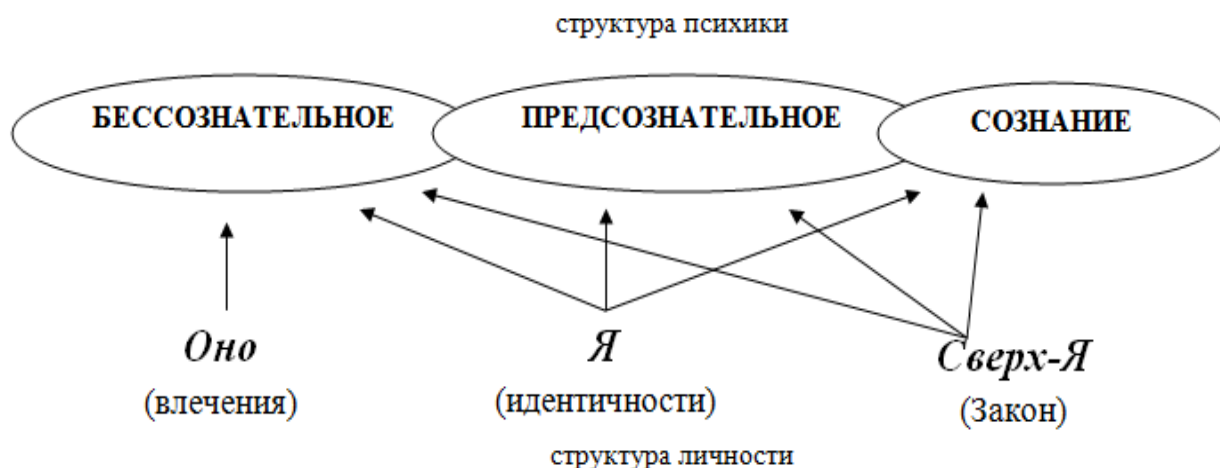 структура психики
БЕССОЗНАТЕЛЬНОЕ ПРЕДСОЗНАТЕЛЬНОЕ СОЗНАНИЕ
Оно Я Сверх-Я
(влечения) (идентичности) (Закон)
структура личности